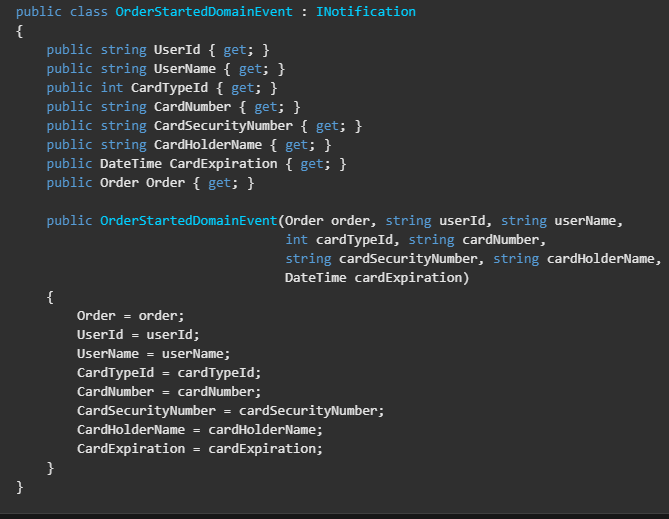 public class OrderStartedDomainEvent : INotification
{
    public string UserId { get; }
    public string UserName { get; }
    public int CardTypeId { get; }
    public string CardNumber { get; }
    public string CardSecurityNumber { get; }
    public string CardHolderName { get; }
    public DateTime CardExpiration { get; }
    public Order Order { get; }

    public OrderStartedDomainEvent(Order order, string userId, string userName,
                                   int cardTypeId, string cardNumber,
                                   string cardSecurityNumber, string cardHolderName,
                                   DateTime cardExpiration)
    {
        Order = order;
        UserId = userId;
        UserName = userName;
        CardTypeId = cardTypeId;
        CardNumber = cardNumber;
        CardSecurityNumber = cardSecurityNumber;
        CardHolderName = cardHolderName;
        CardExpiration = cardExpiration;
    }
}